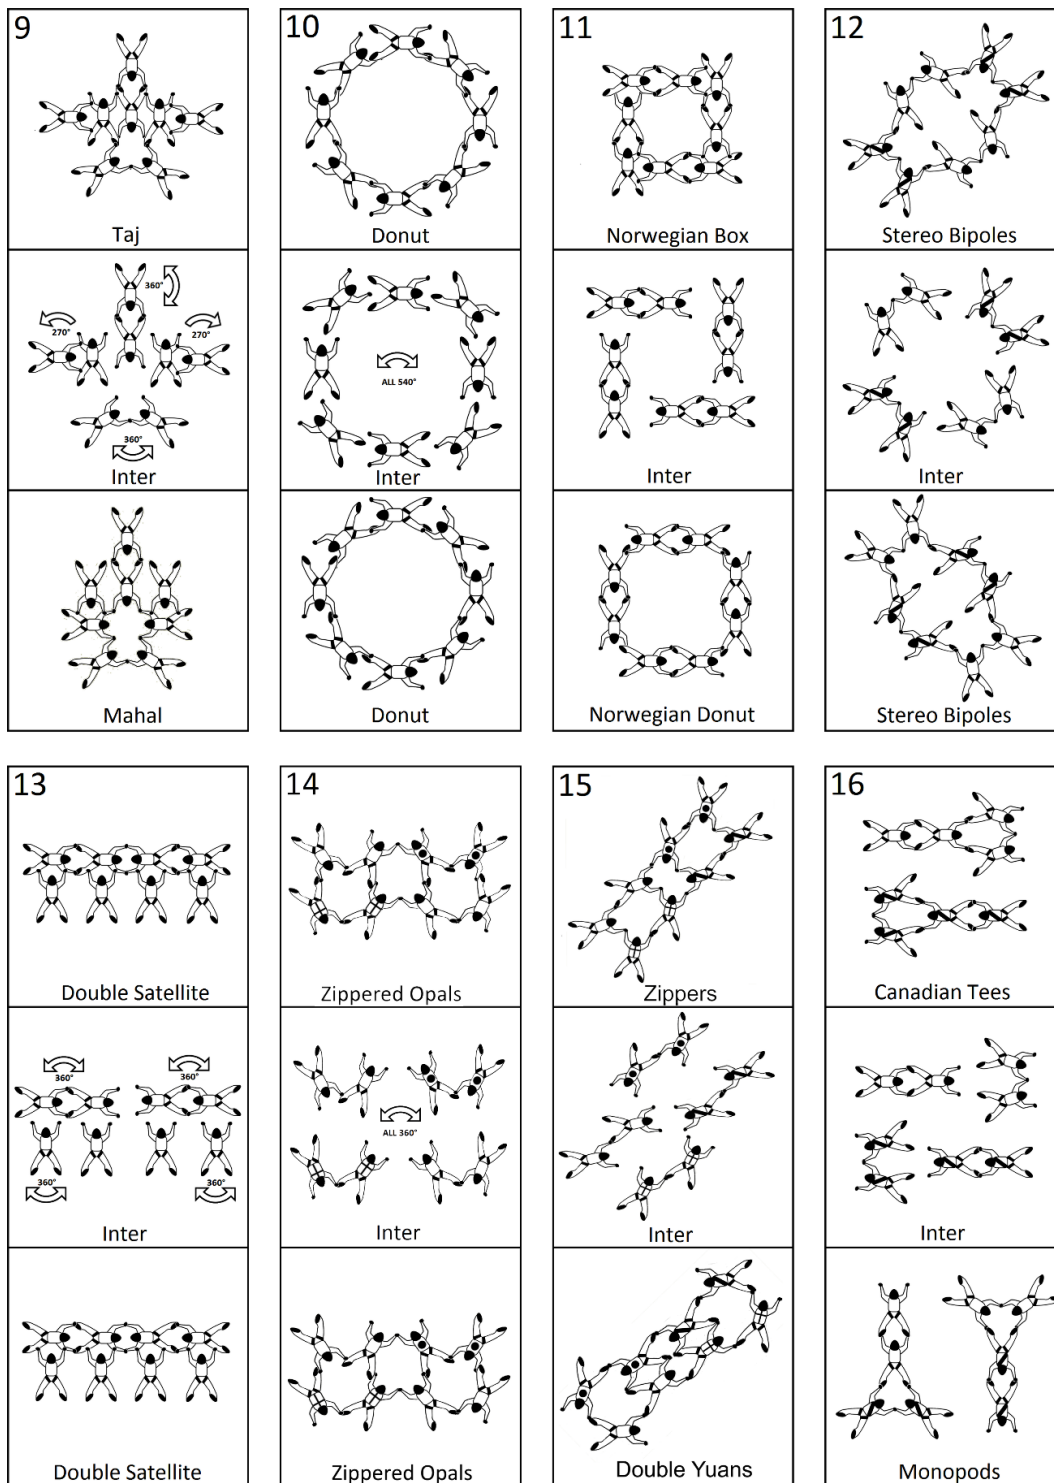 9
Taj
360°
270°
270°
360°
Inter
Mahal
10
Donut
ALL 540°
Inter
Donut
11
Norwegian Box
Inter
Norwegian Donut
12
Stereo Bipoles
Inter
Stereo Bipoles
13
Double Satellite
360°
360°
360°
360°
Inter
Double Satellite
14
Zippered Opals
ALL 360°
Inter
Zippered Opals
15
Zippers
Inter
Double Yuans
16
Canadian Tees
Inter
Monopods